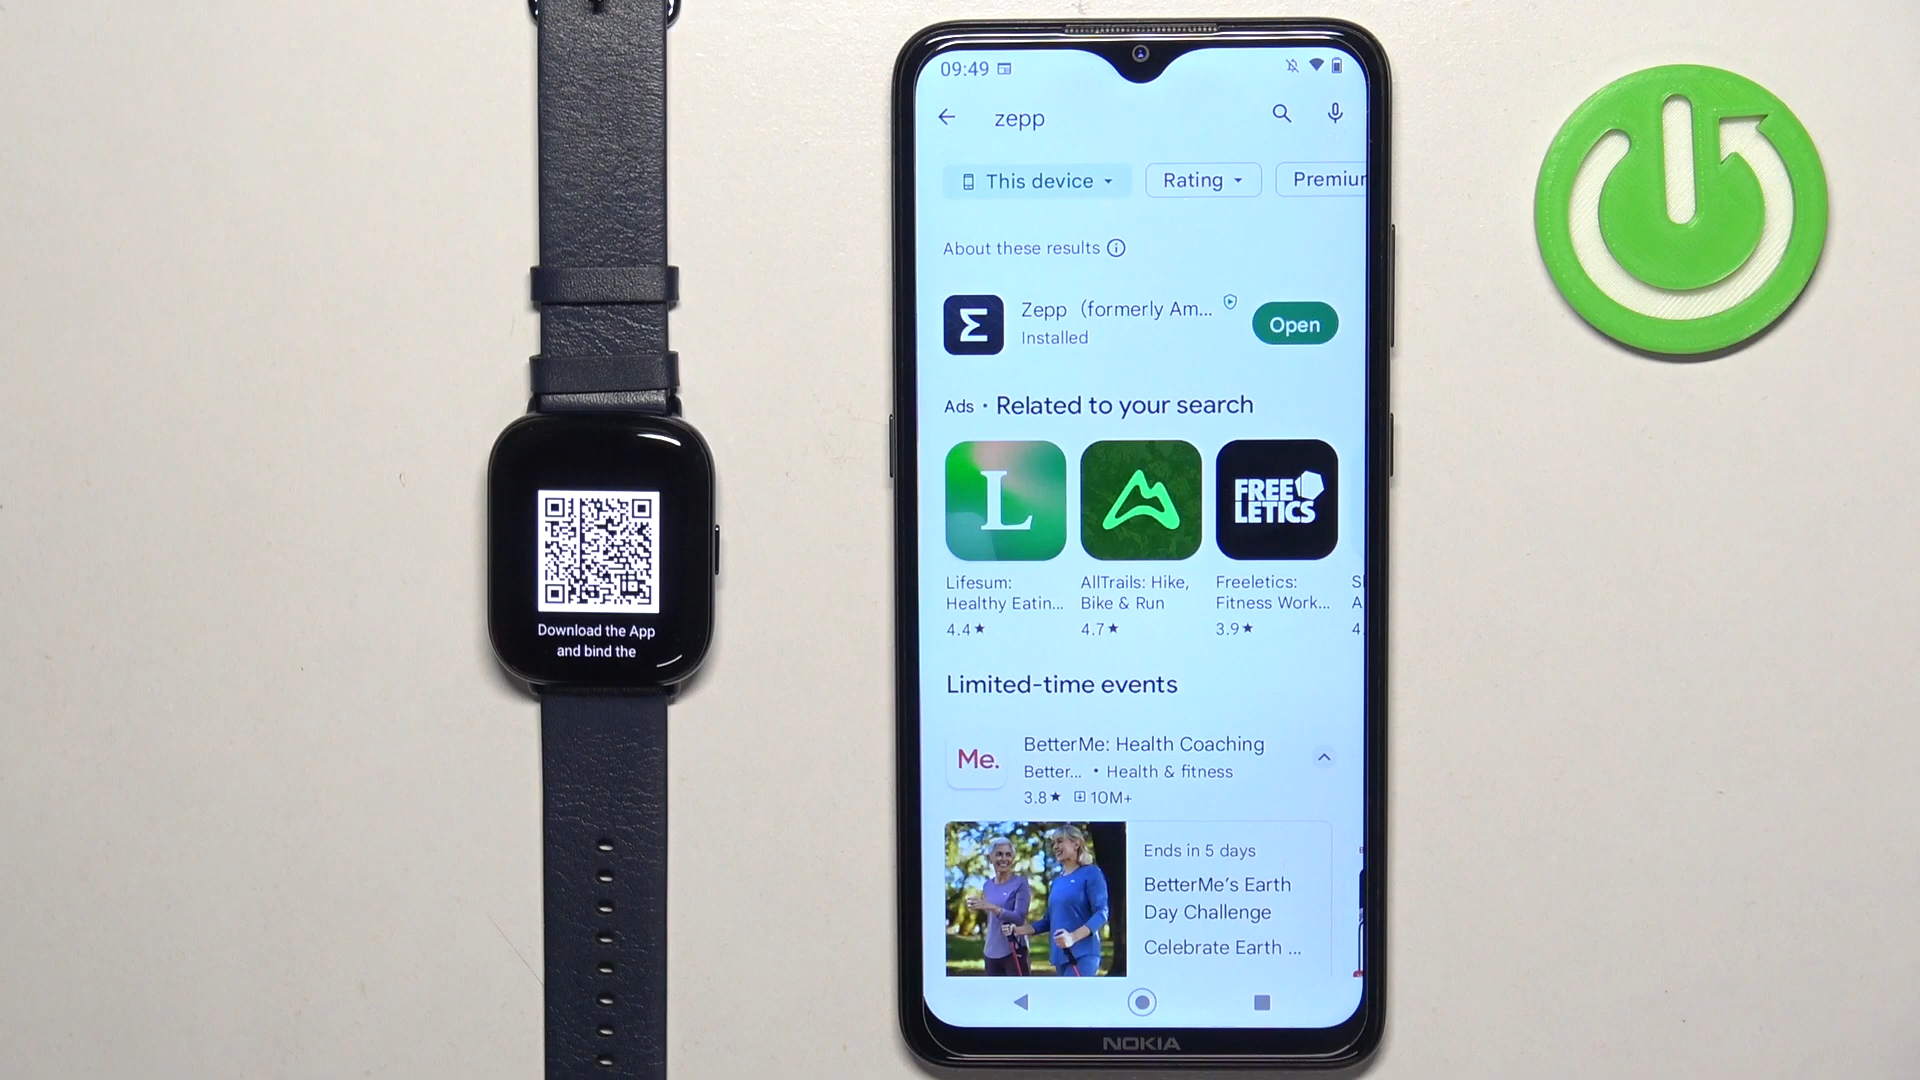 Download the App
and bind the
09:49
zepp
This device
Rating
Premiur
About these results
Zepp (formerly Am...
Installed
Open
Ads • Related to your search
L
FREE
LETICS
Lifesum:
Healthy Eatin...
4.4★
AllTrails: Hike,
Bike & Run
4.7★
Freeletics:
Fitness Work...
3.9★
A
4.
Limited-time events
Me.
BetterMe: Health Coaching
Better... • Health & fitness
3.8★ 10M+
Ends in 5 days
BetterMe's Earth
Day Challenge
Celebrate Earth ...
NOKIA